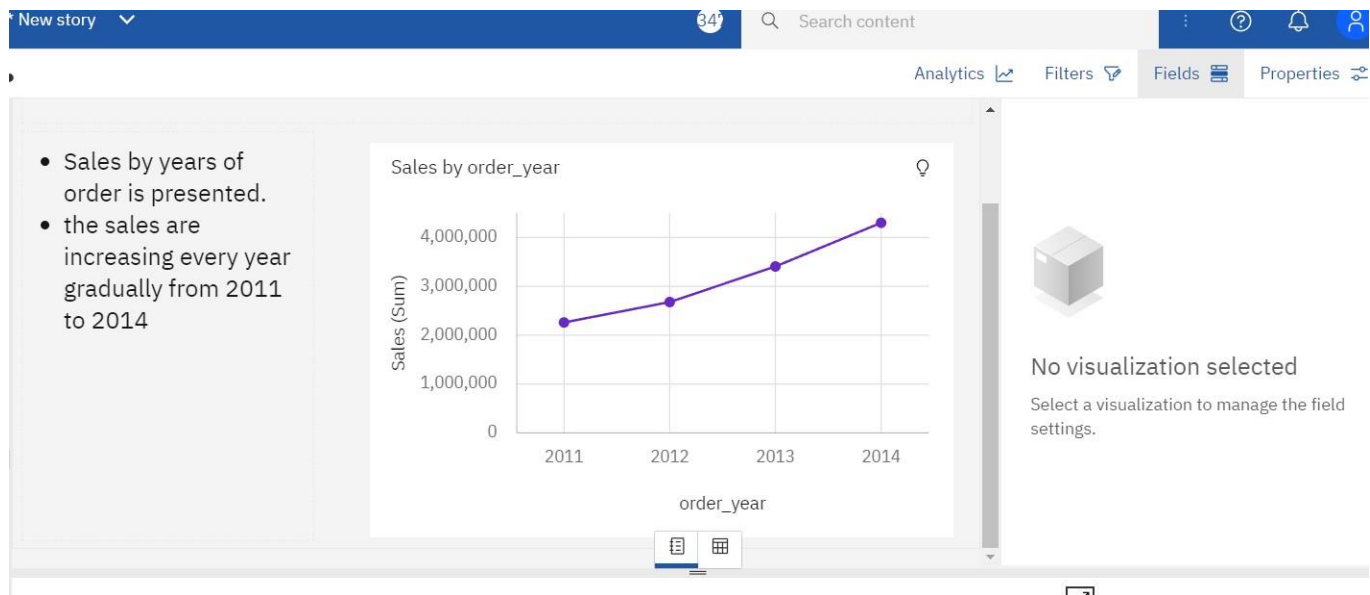 * New story
34
Search content
Analytics
Filters
Fields
Properties
• Sales by years of
order is presented.
• the sales are
increasing every year
gradually from 2011
to 2014
Sales by order_year
4,000,000
3,000,000
2,000,000
1,000,000
0
Sales (Sum)
2011 2012 2013 2014
order_year
No visualization selected
Select a visualization to manage the field
settings.